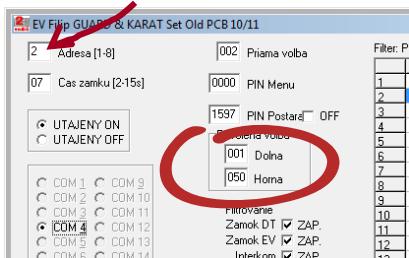 EV Filip GUARD & KARAT Set Old PCB 10/11
2 Adresa [1-8]
002 Priama volba
Filter: P
07 Cas zamku [2-15s]
0000 PIN Menu
1597 PIN Postara OFF
UTAJENY ON
UTAJENY OFF
Povolena volba
001 Dolna
050 Horna
COM 1 COM 9
COM 2 COM 10
COM 3 COM 11
COM 4 COM 12
COM 5 COM 13
COM 6 COM 14
Filtrovanie
Zamok DT ZAP.
Zamok EV ZAP.
Interkom ZAP.
1
2
3
4
5
6
7
8
9
10
11
12
13